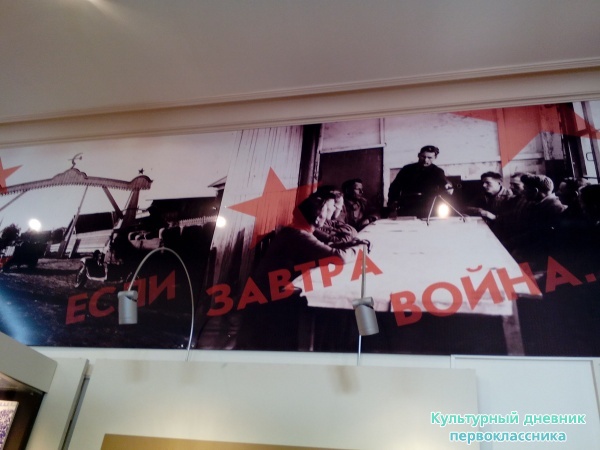 ЕСЛИ ЗАВТРА ВОЙНА...
Культурный дневник
первоклассника